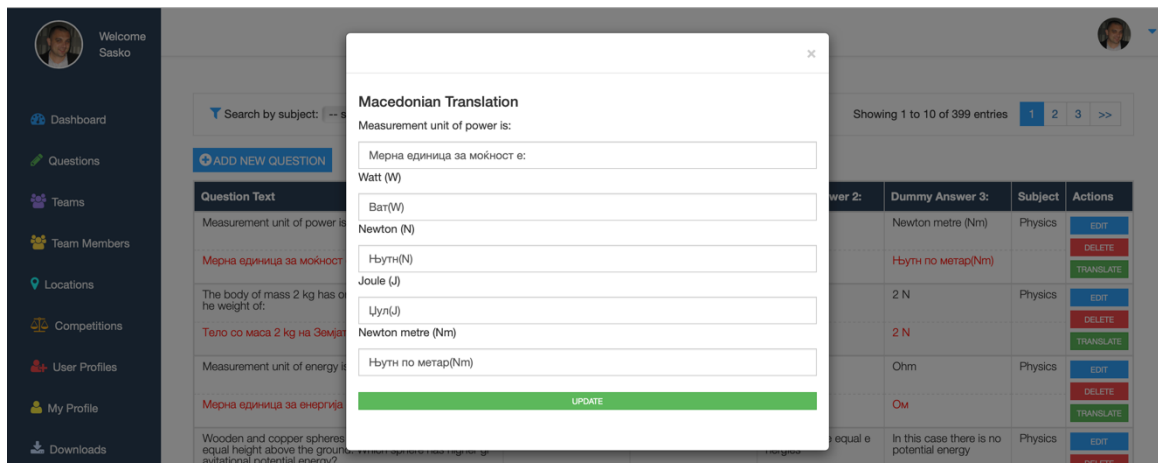 Welcome
Sasko
×
Dashboard
Questions
Teams
Team Members
Locations
Competitions
User Profiles
My Profile
Downloads
Search by subject: -- s
Showing 1 to 10 of 399 entries 1 2 3 >>
ADD NEW QUESTION
Macedonian Translation
Measurement unit of power is:
Мерна единица за моќност е:
Watt (W)
Ват(W)
Newton (N)
Њутн(N)
Joule (J)
Џул(J)
Newton metre (Nm)
Њутн по метар(Nm)
UPDATE
Question Text wer 2: Dummy Answer 3: Subject Actions
Measurement unit of power is Newton metre (Nm) Physics EDIT
DELETE
Мерна единица за моќност Њутн по метар(Nm)
TRANSLATE
The body of mass 2 kg has o 2 N Physics EDIT
he weight of:
DELETE
Тело со маса 2 kg на Земјат 2 N
TRANSLATE
Measurement unit of energy is Ohm Physics EDIT
DELETE
Мерна единица за енергија Ом
TRANSLATE
Wooden and copper spheres equal e In this case there is no Physics EDIT
equal height above the ground. Which sphere has higher gr nergies potential energy
avitational potential energy?
DELETE